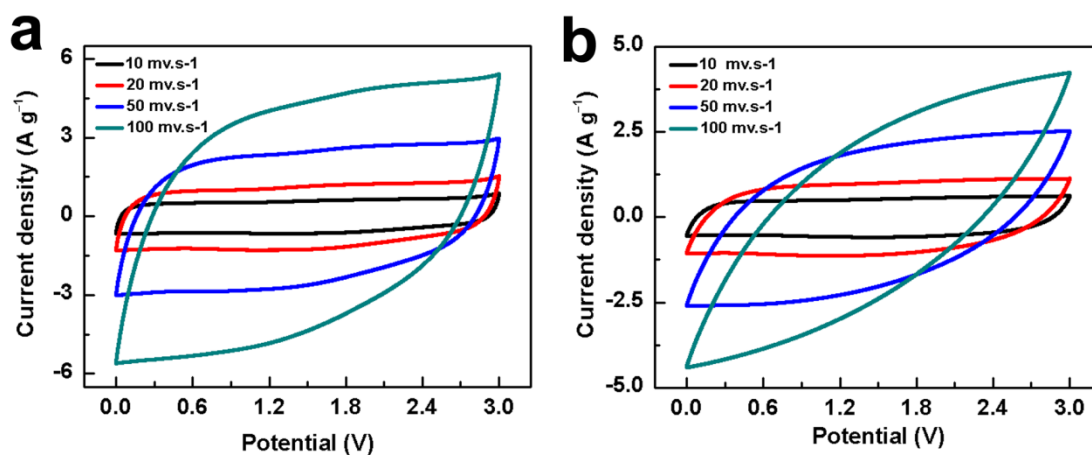 a
6
3
0
-3
-6
Current density (A g⁻¹)
10 mv.s-1
20 mv.s-1
50 mv.s-1
100 mv.s-1
0.0 0.6 1.2 1.8 2.4 3.0
Potential (V)
b
5.0
2.5
0.0
-2.5
-5.0
Current density (A g⁻¹)
10 mv.s-1
20 mv.s-1
50 mv.s-1
100 mv.s-1
0.0 0.6 1.2 1.8 2.4 3.0
Potential (V)